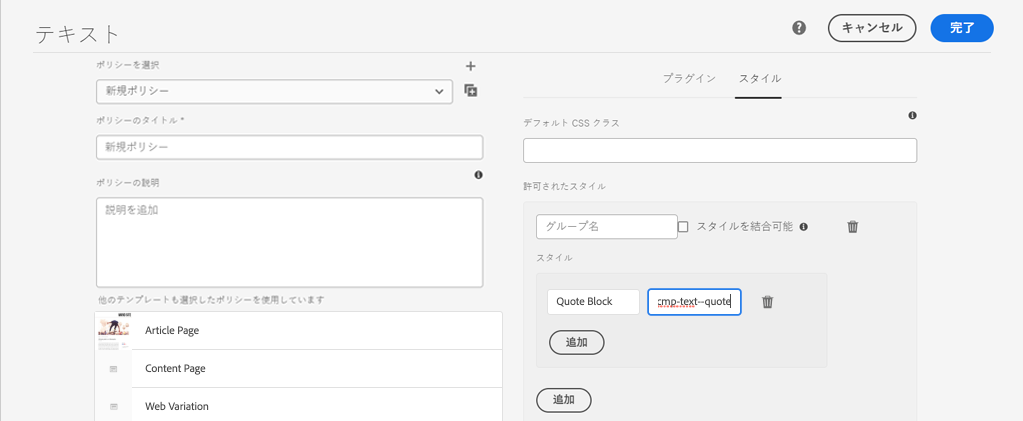 テキスト
キャンセル
完了
ポリシーを選択
新規ポリシー
ポリシーのタイトル *
新規ポリシー
ポリシーの説明
説明を追加
他のテンプレートも選択したポリシーを使用しています
Article Page
Content Page
Web Variation
プラグイン
スタイル
デフォルト CSS クラス
許可されたスタイル
グループ名
スタイルを結合可能
スタイル
Quote Block
cmp-text--quote
追加
追加